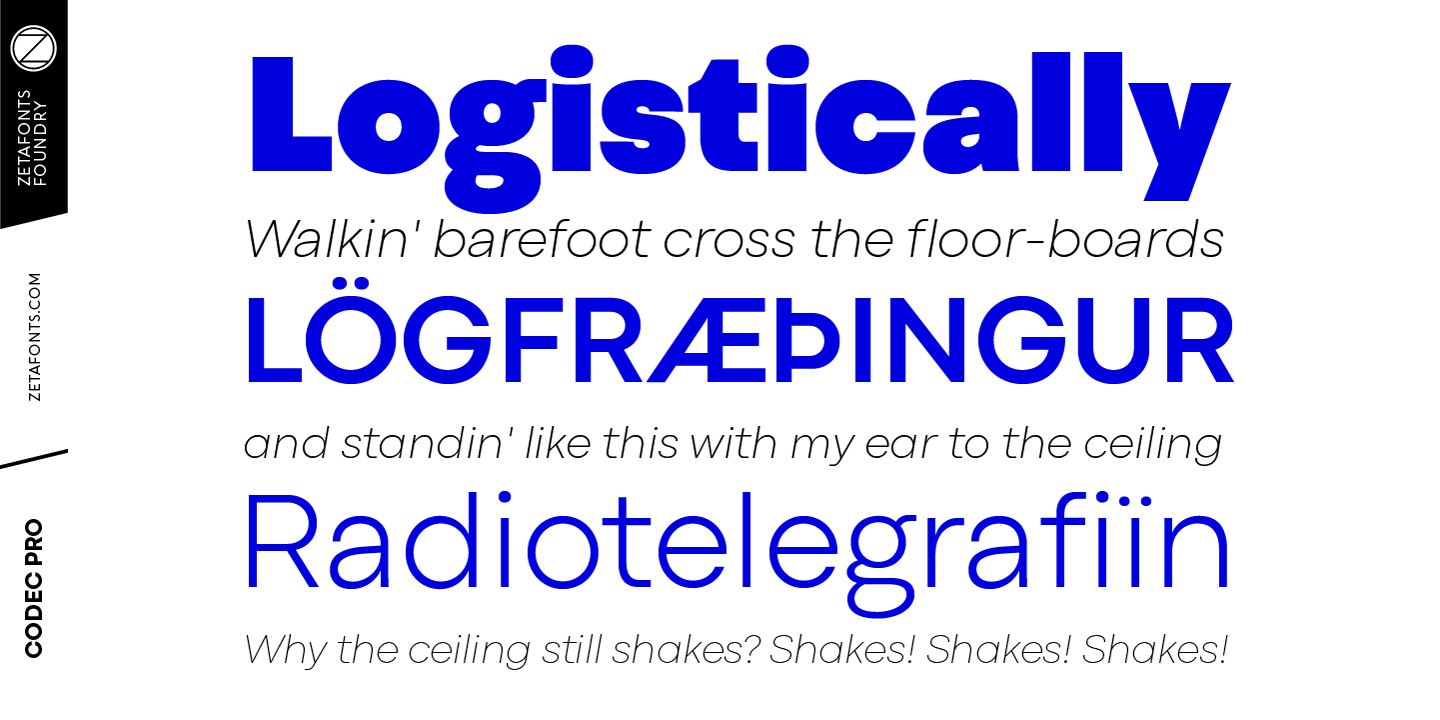 ZETAFONTS
FOUNDRY
ZETAFONTS.COM
CODEC PRO
Logistically
Walkin' barefoot cross the floor-boards
LÖGFRÆÞINGUR
and standin' like this with my ear to the ceiling
Radiotelegrafiïn
Why the ceiling still shakes? Shakes! Shakes! Shakes!